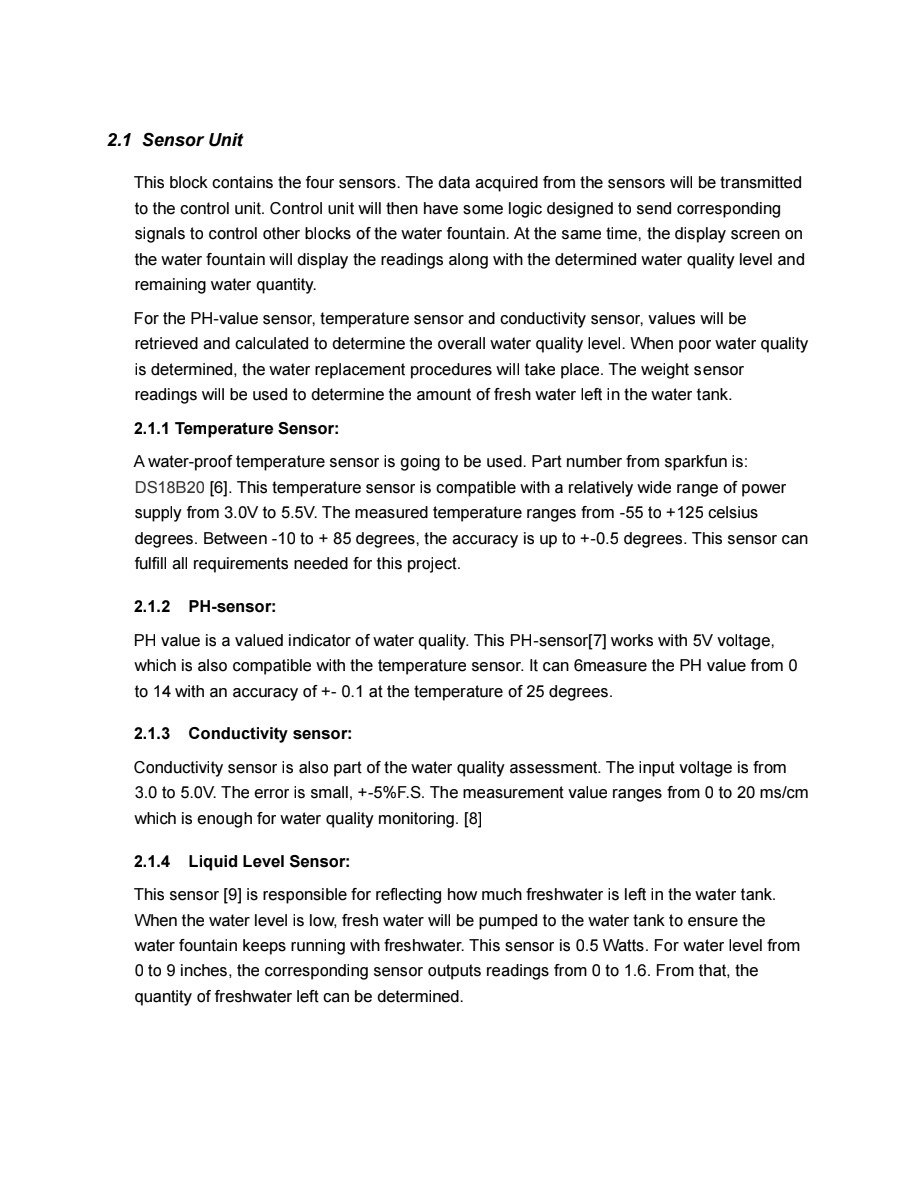 2.1 Sensor Unit
This block contains the four sensors. The data acquired from the sensors will be transmitted
to the control unit. Control unit will then have some logic designed to send corresponding
signals to control other blocks of the water fountain. At the same time, the display screen on
the water fountain will display the readings along with the determined water quality level and
remaining water quantity.
For the PH-value sensor, temperature sensor and conductivity sensor, values will be
retrieved and calculated to determine the overall water quality level. When poor water quality
is determined, the water replacement procedures will take place. The weight sensor
readings will be used to determine the amount of fresh water left in the water tank.
2.1.1 Temperature Sensor:
A water-proof temperature sensor is going to be used. Part number from sparkfun is:
DS18B20 [6]. This temperature sensor is compatible with a relatively wide range of power
supply from 3.0V to 5.5V. The measured temperature ranges from -55 to +125 celsius
degrees. Between -10 to + 85 degrees, the accuracy is up to +-0.5 degrees. This sensor can
fulfill all requirements needed for this project.
2.1.2 PH-sensor:
PH value is a valued indicator of water quality. This PH-sensor[7] works with 5V voltage,
which is also compatible with the temperature sensor. It can 6measure the PH value from 0
to 14 with an accuracy of +- 0.1 at the temperature of 25 degrees.
2.1.3 Conductivity sensor:
Conductivity sensor is also part of the water quality assessment. The input voltage is from
3.0 to 5.0V. The error is small, +-5%F.S. The measurement value ranges from 0 to 20 ms/cm
which is enough for water quality monitoring. [8]
2.1.4 Liquid Level Sensor:
This sensor [9] is responsible for reflecting how much freshwater is left in the water tank.
When the water level is low, fresh water will be pumped to the water tank to ensure the
water fountain keeps running with freshwater. This sensor is 0.5 Watts. For water level from
0 to 9 inches, the corresponding sensor outputs readings from 0 to 1.6. From that, the
quantity of freshwater left can be determined.